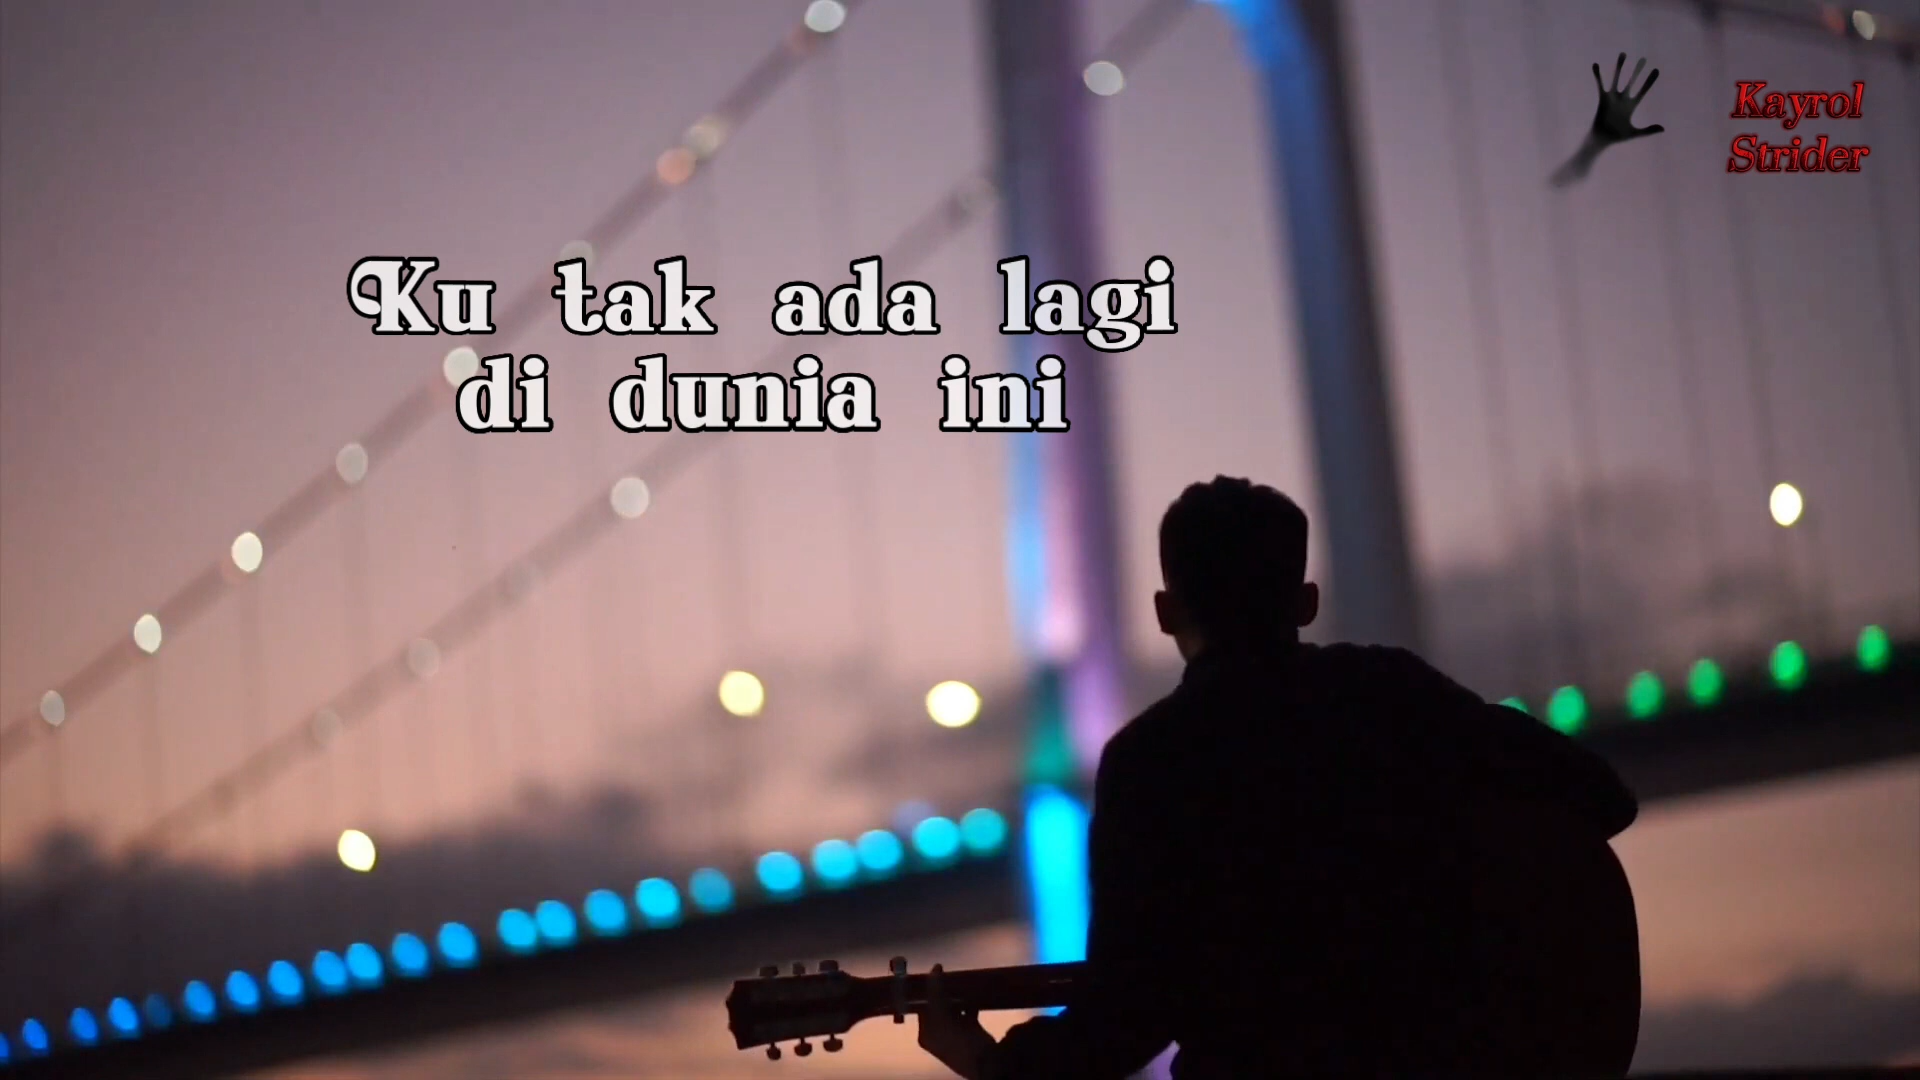 Kayrol
Strider
Ku tak ada lagi
di dunia ini